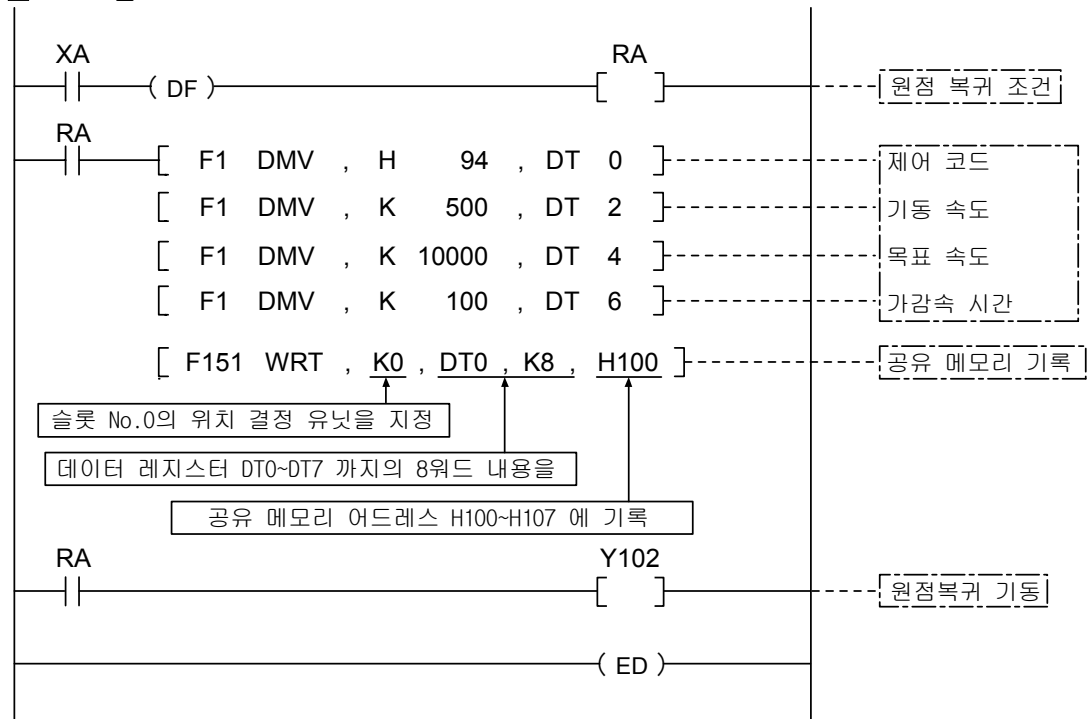 XA RA
( DF ) [ ] 원점 복귀 조건
RA
[ F1 DMV , H 94 , DT 0 ] 제어 코드
[ F1 DMV , K 500 , DT 2 ] 기동 속도
[ F1 DMV , K 10000 , DT 4 ] 목표 속도
[ F1 DMV , K 100 , DT 6 ] 가감속 시간
[ F151 WRT , K0 , DT0 , K8 , H100 ] 공유 메모리 기록
슬롯 No.0의 위치 결정 유닛을 지정
데이터 레지스터 DT0~DT7 까지의 8워드 내용을
공유 메모리 어드레스 H100~H107 에 기록
RA Y102
[ ] 원점복귀 기동
( ED )